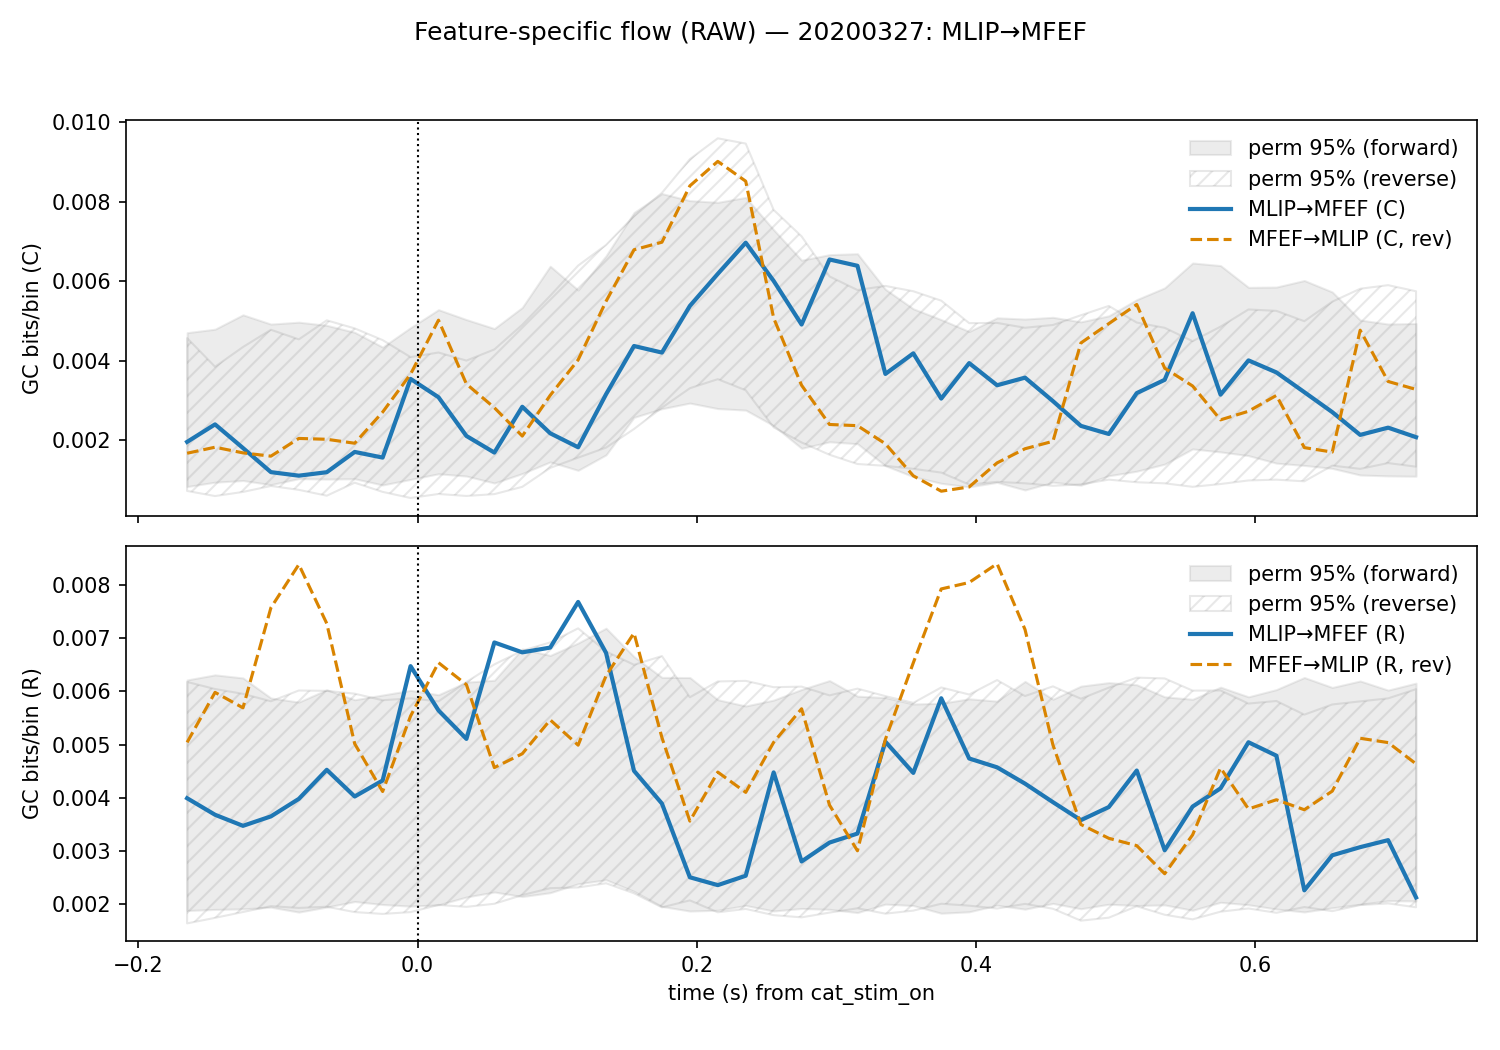 Feature-specific flow (RAW) — 20200327: MLIP→MFEF
0.010
0.008
0.006
0.004
0.002
GC bits/bin (C)
perm 95% (forward)
perm 95% (reverse)
MLIP→MFEF (C)
MFEF→MLIP (C, rev)
0.008
0.007
0.006
0.005
0.004
0.003
0.002
GC bits/bin (R)
perm 95% (forward)
perm 95% (reverse)
MLIP→MFEF (R)
MFEF→MLIP (R, rev)
−0.2 0.0 0.2 0.4 0.6
time (s) from cat_stim_on